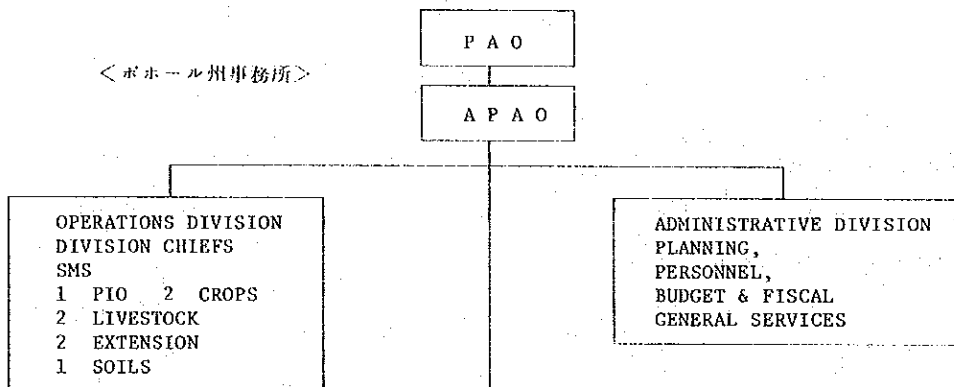 PAO
<ボホール州事務所>
APAO
OPERATIONS DIVISION
DIVISION CHIEFS
SMS
1 PIO 2 CROPS
2 LIVESTOCK
2 EXTENSION
1 SOILS
ADMINISTRATIVE DIVISION
PLANNING,
PERSONNEL,
BUDGET & FISCAL
GENERAL SERVICES